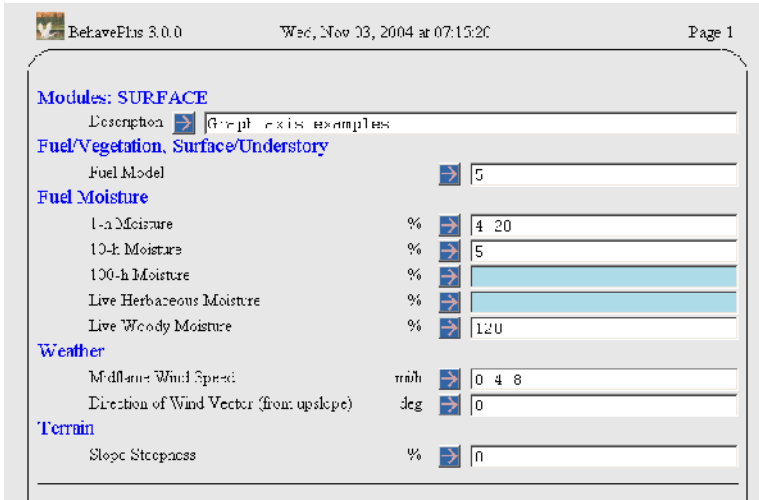 BehavePlus 3.0.0 Wed, Nov 03, 2004 at 07:15:20 Page 1
Modules: SURFACE
Description Graph axis examples
Fuel/Vegetation, Surface/Understory
Fuel Model 5
Fuel Moisture
1-h Moisture % 4 20
10-h Moisture % 5
100-h Moisture %
Live Herbaceous Moisture %
Live Woody Moisture % 120
Weather
Midflame Wind Speed mi/h 0 4 8
Direction of Wind Vector (from upslope) deg 0
Terrain
Slope Steepness % 0